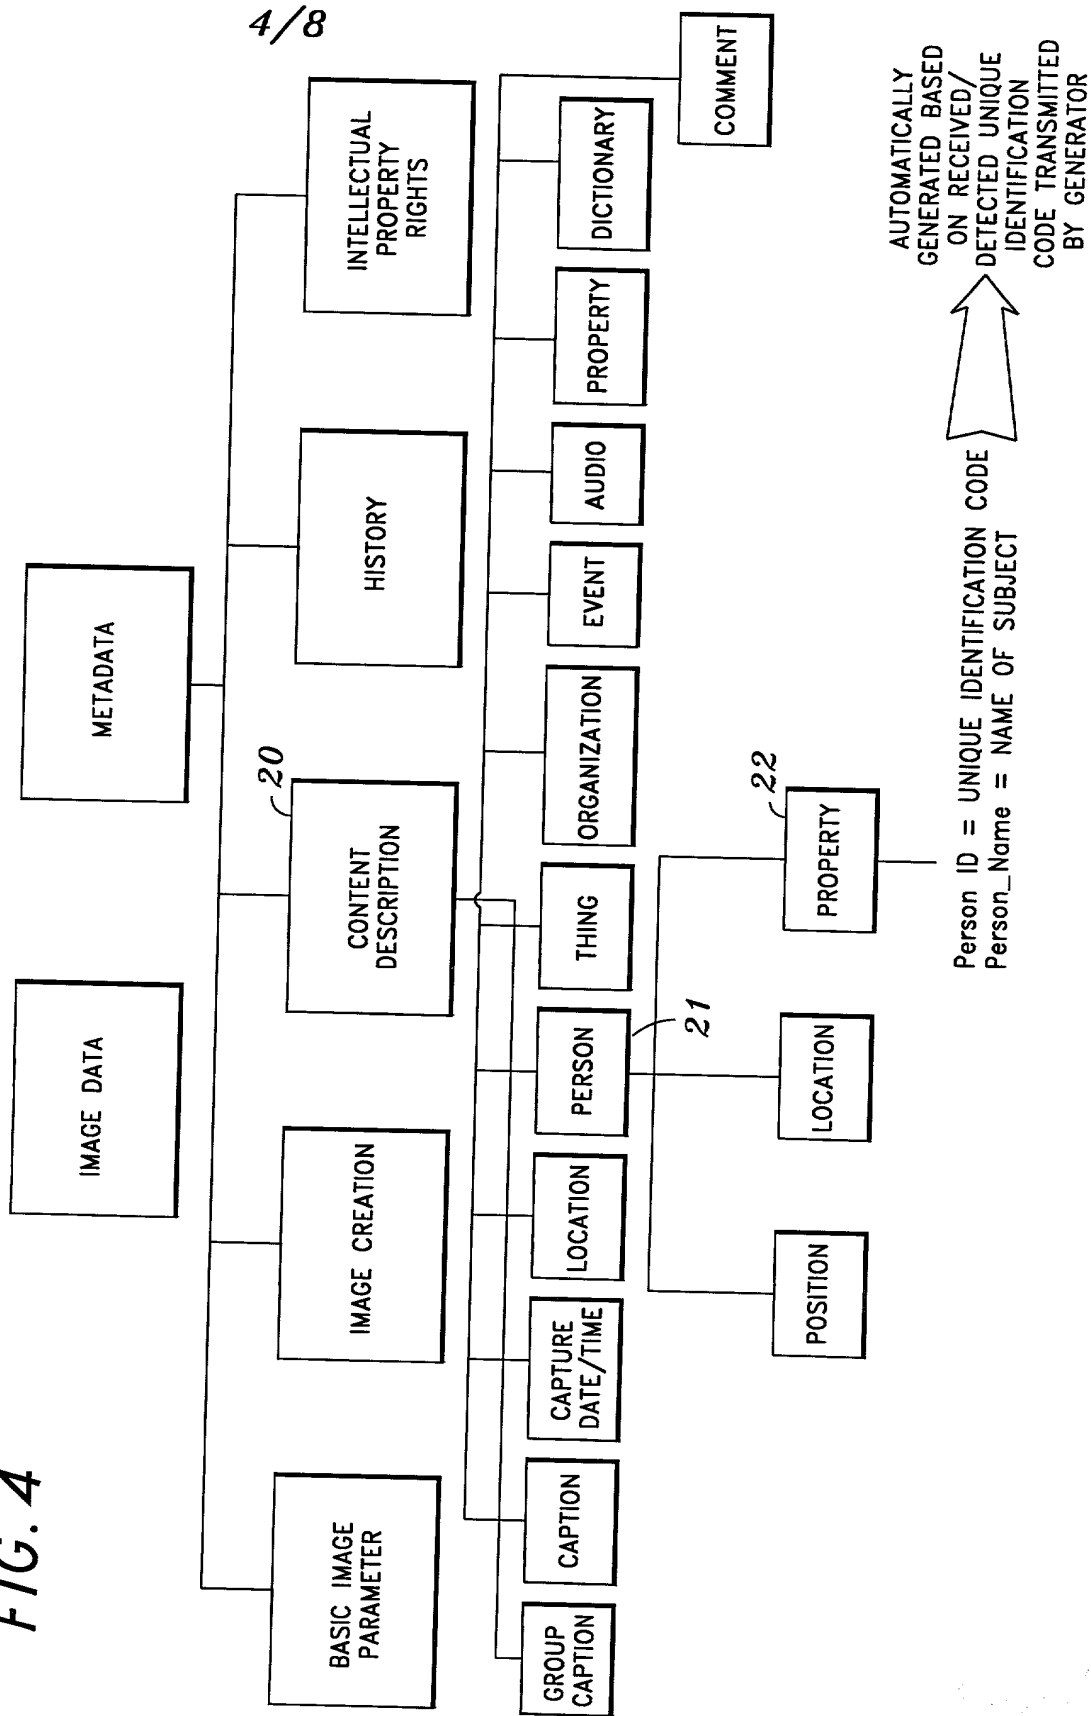 4/8
FIG. 4
IMAGE DATA
METADATA
BASIC IMAGE
PARAMETER
IMAGE CREATION
CONTENT
DESCRIPTION
20
HISTORY
INTELLECTUAL
PROPERTY
RIGHTS
GROUP
CAPTION
CAPTION
CAPTURE
DATE/TIME
LOCATION
PERSON
21
THING
ORGANIZATION
EVENT
AUDIO
PROPERTY
DICTIONARY
COMMENT
POSITION
LOCATION
PROPERTY
22
Person ID = UNIQUE IDENTIFICATION CODE
Person_Name = NAME OF SUBJECT
AUTOMATICALLY
GENERATED BASED
ON RECEIVED/
DETECTED UNIQUE
IDENTIFICATION
CODE TRANSMITTED
BY GENERATOR